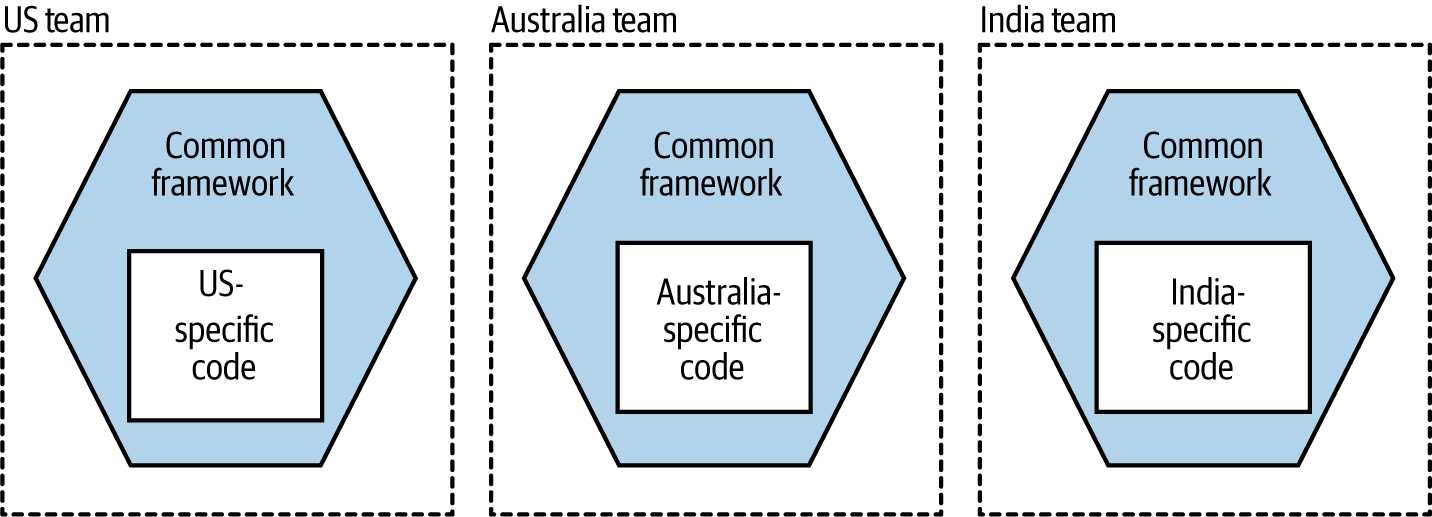 US team
Common
framework
US-
specific
code
Australia team
Common
framework
Australia-
specific
code
India team
Common
framework
India-
specific
code